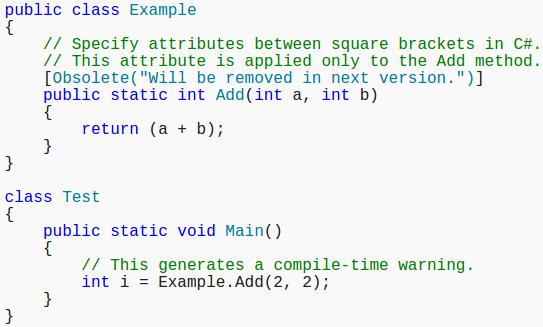 public class Example
{
    // Specify attributes between square brackets in C#.
    // This attribute is applied only to the Add method.
    [Obsolete("Will be removed in next version.")]
    public static int Add(int a, int b)
    {
        return (a + b);
    }
}

class Test
{
    public static void Main()
    {
        // This generates a compile-time warning.
        int i = Example.Add(2, 2);
    }
}